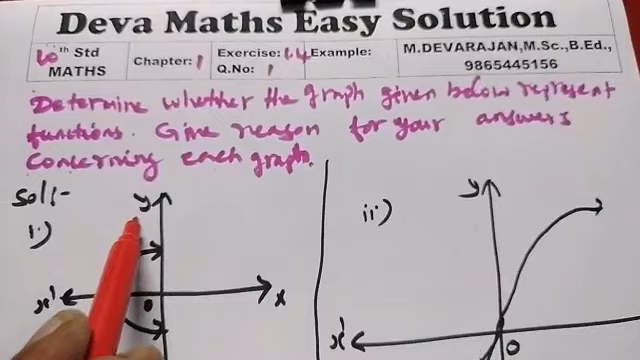 Deva Maths Easy Solution
10th Std MATHS
Chapter: 1
Exercise: 1.4
Q.No: 1
Example:
M.DEVARAJAN,M.Sc.,B.Ed.,
9865445156
Determine whether the graph given below represent
functions. Give reason for your answers
Concerning each graph.
Sol:-
i)
y
x'
0
x
ii)
y
x'
0